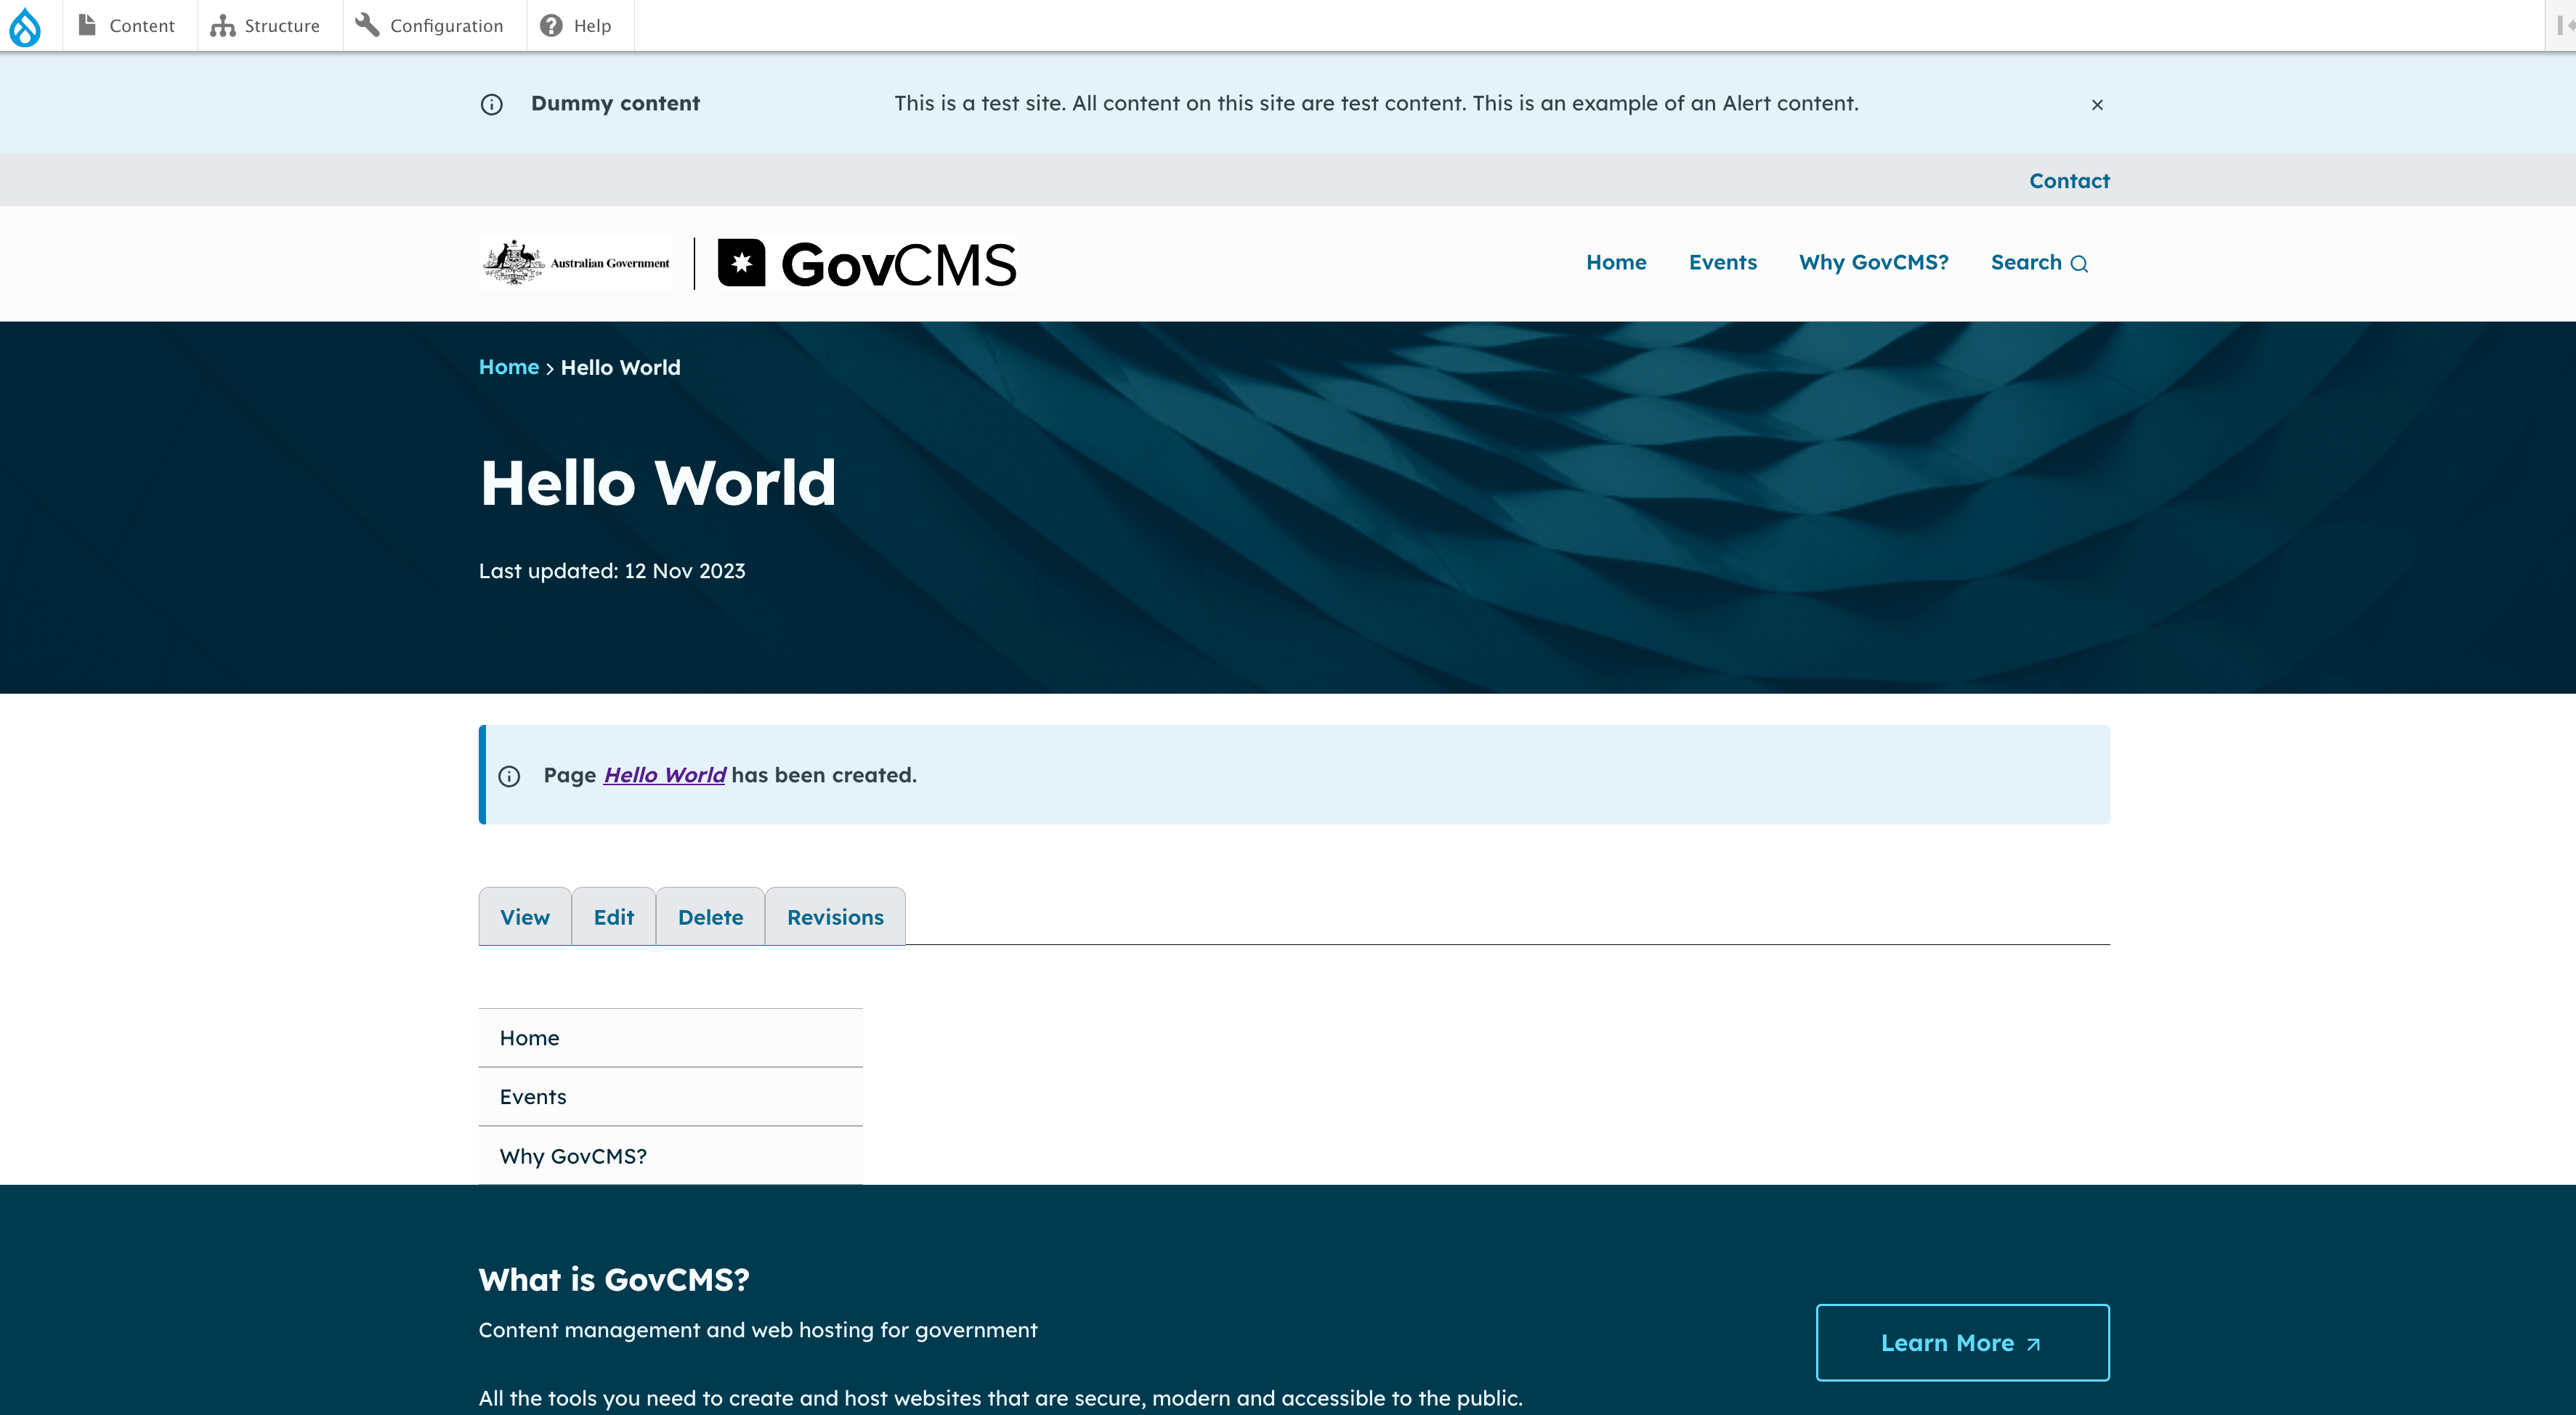 Content Structure Configuration Help
Dummy content This is a test site. All content on this site are test content. This is an example of an Alert content.
Contact
Australian Government GovCMS Home Events Why GovCMS? Search
Home > Hello World
Hello World
Last updated: 12 Nov 2023
Page Hello World has been created.
View Edit Delete Revisions
Home
Events
Why GovCMS?
What is GovCMS?
Content management and web hosting for government
Learn More
All the tools you need to create and host websites that are secure, modern and accessible to the public.